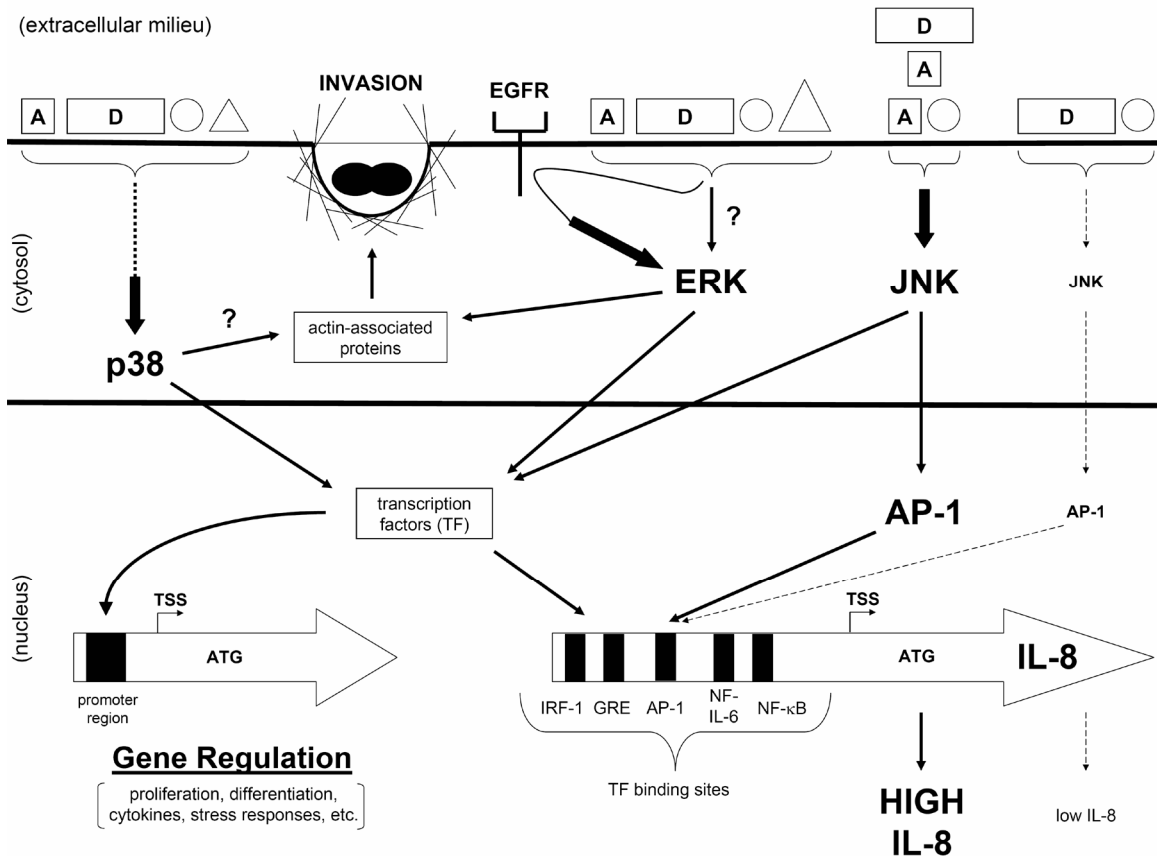 (extracellular milieu)
D
A
INVASION
EGFR
A
D
A
D
A
D
(cytosol)
?
ERK
JNK
JNK
?
actin-associated
proteins
p38
transcription
factors (TF)
AP-1
AP-1
(nucleus)
TSS
ATG
promoter
region
TSS
ATG
IL-8
IRF-1
GRE
AP-1
NF-
IL-6
NF-κB
TF binding sites
Gene Regulation
proliferation, differentiation,
cytokines, stress responses, etc.
HIGH
IL-8
low IL-8